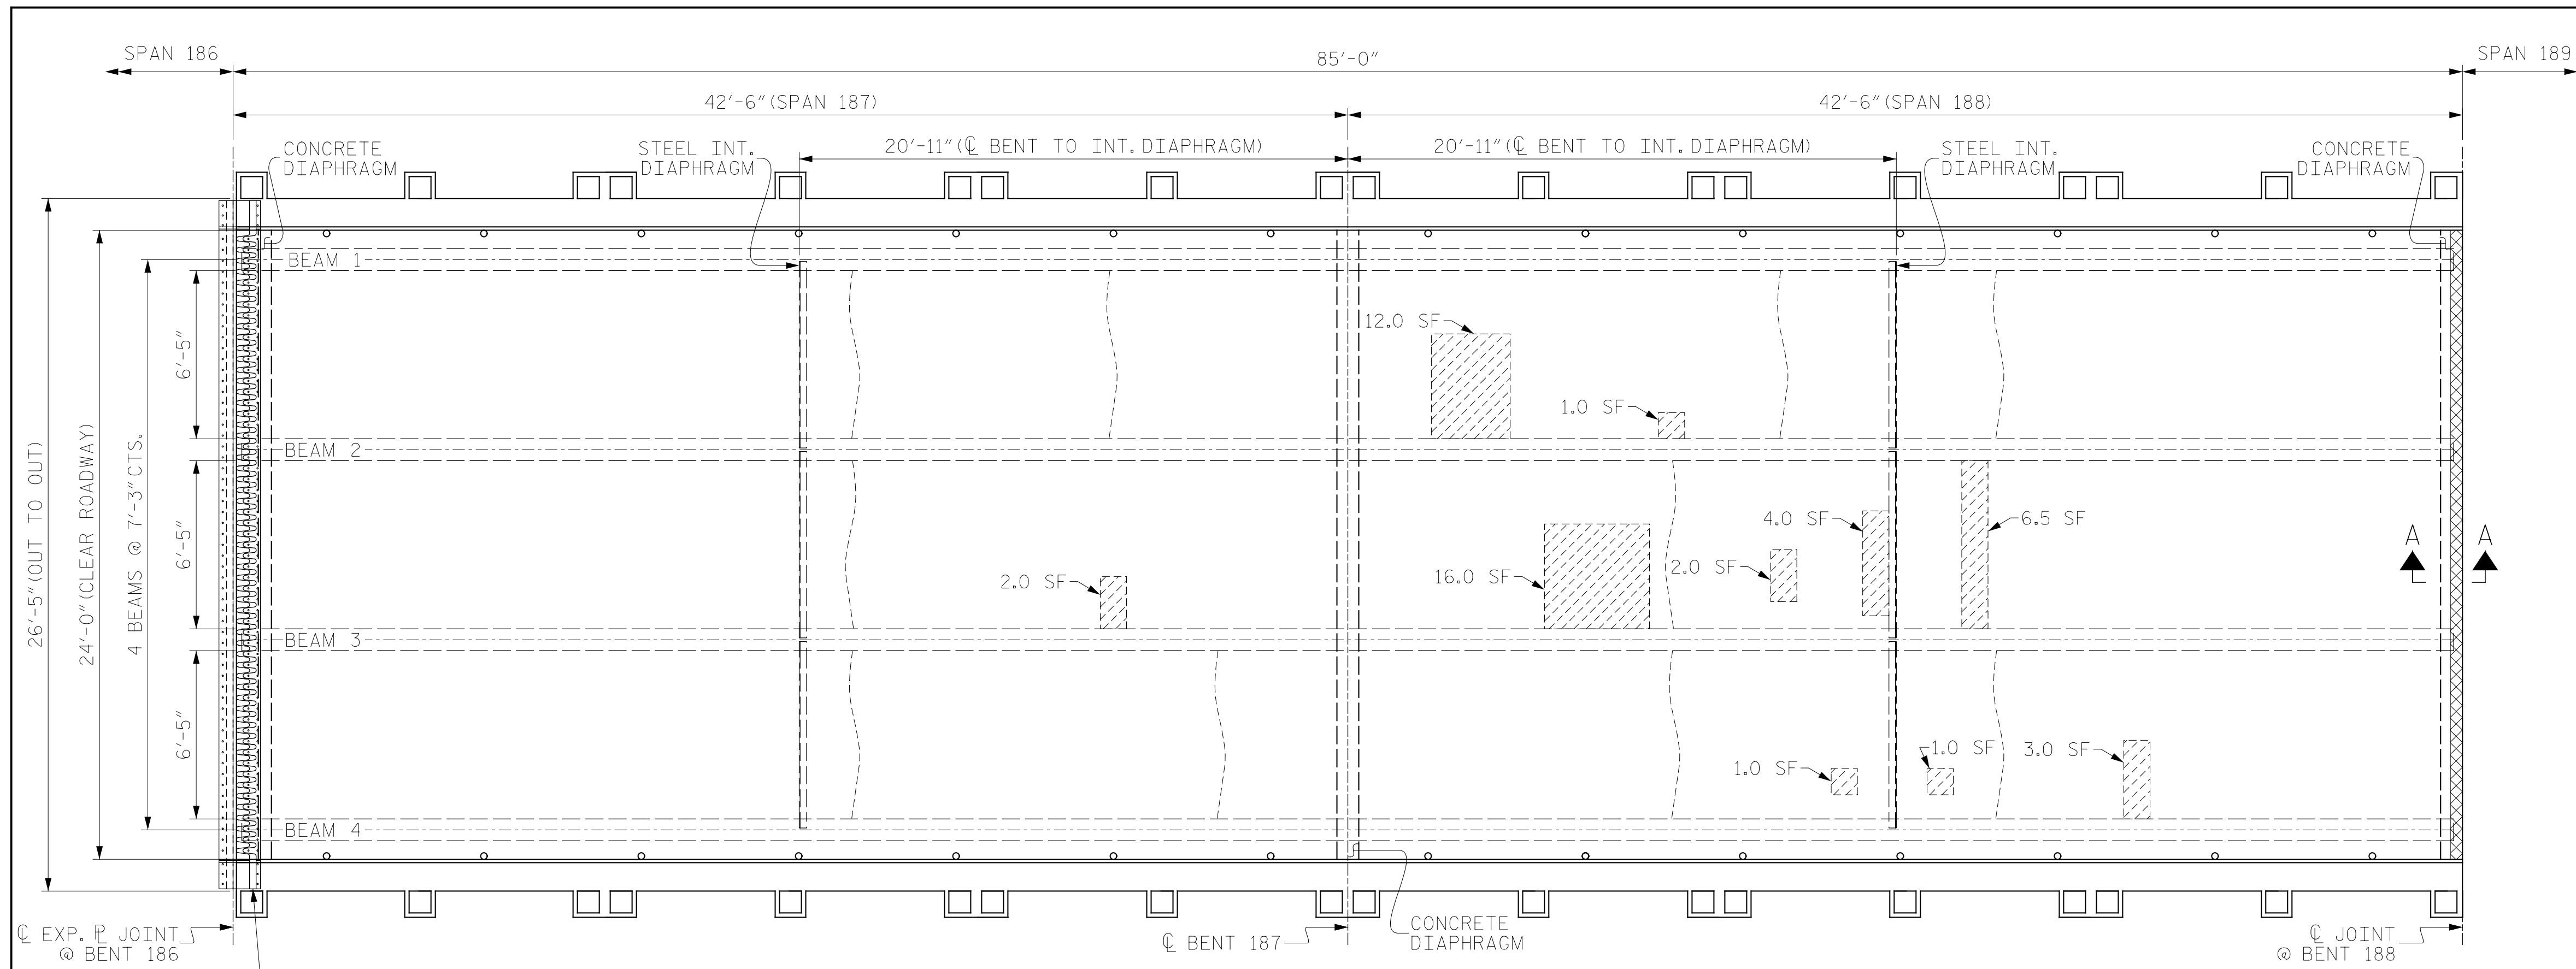 SPAN 186
85'-0"
SPAN 189
42'-6"(SPAN 187)
42'-6"(SPAN 188)
CONCRETE
DIAPHRAGM
STEEL INT.
DIAPHRAGM
20'-11"(℄ BENT TO INT. DIAPHRAGM)
20'-11"(℄ BENT TO INT. DIAPHRAGM)
STEEL INT.
DIAPHRAGM
CONCRETE
DIAPHRAGM
26'-5"(OUT TO OUT)
24'-0"(CLEAR ROADWAY)
4 BEAMS @ 7'-3"CTS.
6'-5"
6'-5"
6'-5"
BEAM 1
BEAM 2
BEAM 3
BEAM 4
12.0 SF
1.0 SF
2.0 SF
16.0 SF
2.0 SF
4.0 SF
6.5 SF
A
A
1.0 SF
1.0 SF
3.0 SF
℄ EXP. ⅊ JOINT
@ BENT 186
℄ BENT 187
CONCRETE
DIAPHRAGM
℄ JOINT
@ BENT 188